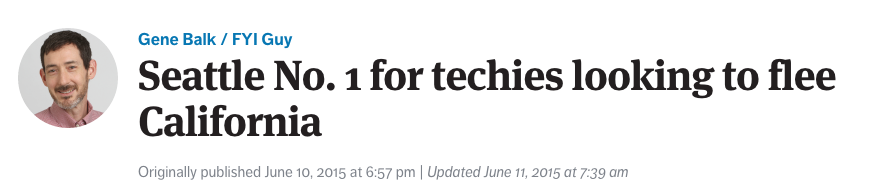 Gene Balk / FYI Guy
Seattle No. 1 for techies looking to flee
California
Originally published June 10, 2015 at 6:57 pm | Updated June 11, 2015 at 7:39 am